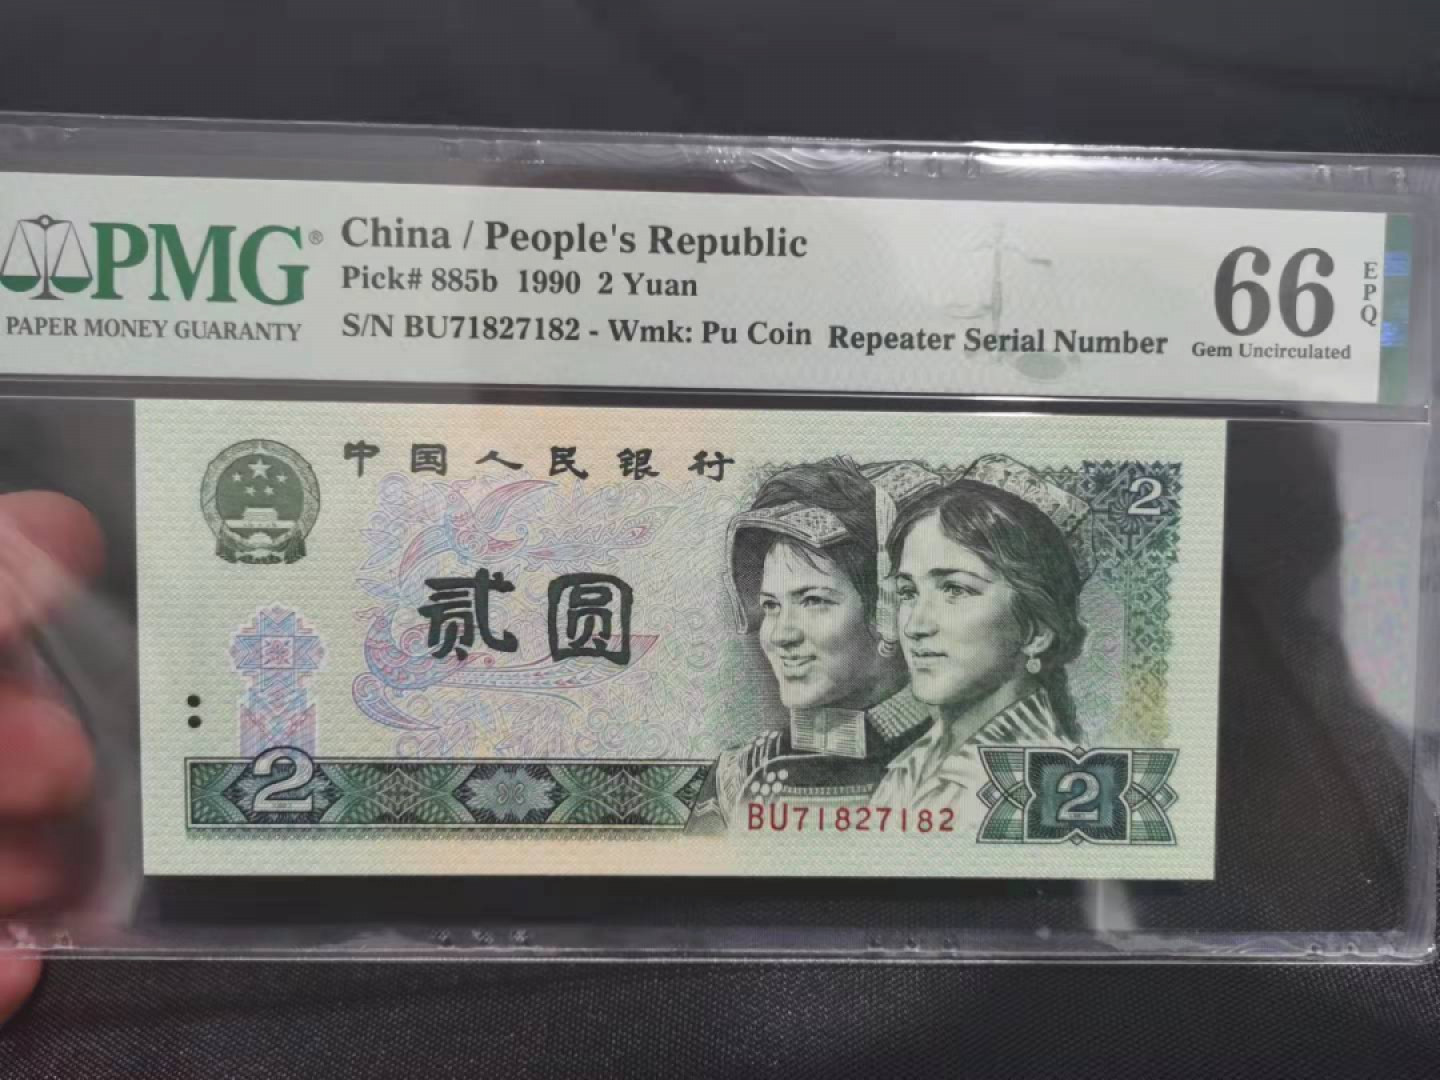 PMG®
PAPER MONEY GUARANTY
China / People's Republic
Pick# 885b 1990 2 Yuan
S/N BU71827182 - Wmk: Pu Coin Repeater Serial Number
66
EPQ
Gem Uncirculated
中国人民银行
2
贰圆
2
BU71827182
2